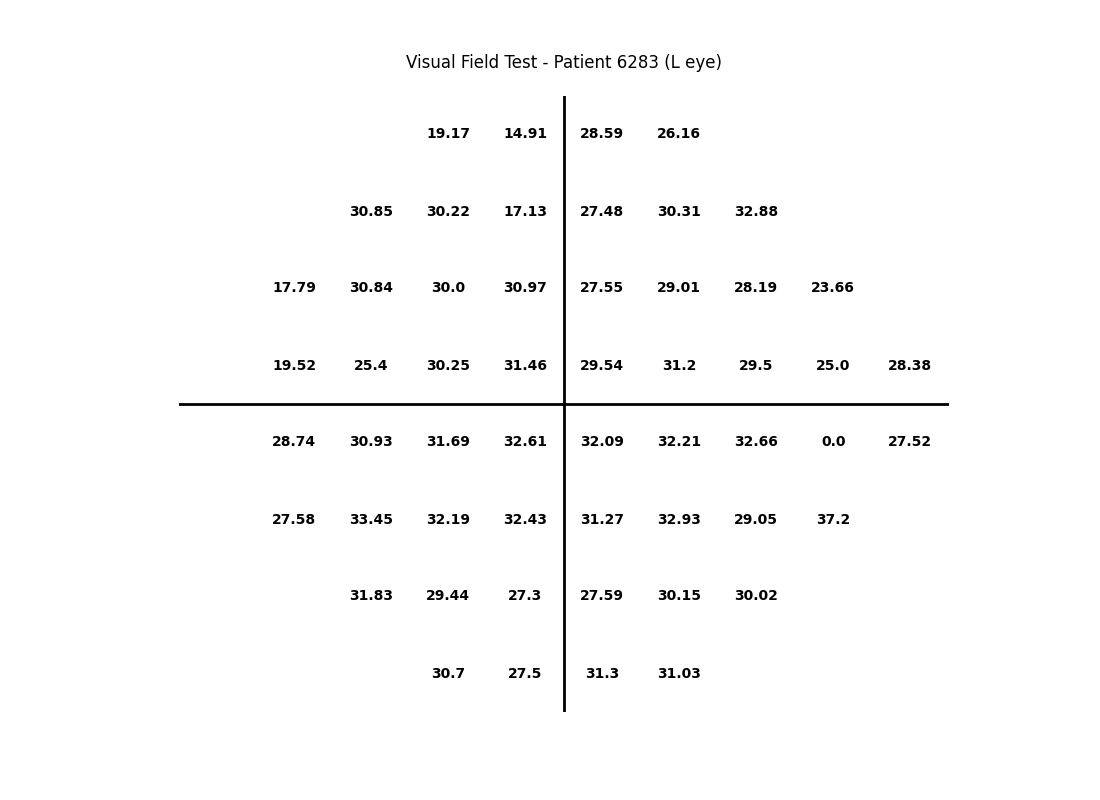 Visual Field Test - Patient 6283 (L eye)
19.17 14.91 28.59 26.16
30.85 30.22 17.13 27.48 30.31 32.88
17.79 30.84 30.0 30.97 27.55 29.01 28.19 23.66
19.52 25.4 30.25 31.46 29.54 31.2 29.5 25.0 28.38
28.74 30.93 31.69 32.61 32.09 32.21 32.66 0.0 27.52
27.58 33.45 32.19 32.43 31.27 32.93 29.05 37.2
31.83 29.44 27.3 27.59 30.15 30.02
30.7 27.5 31.3 31.03